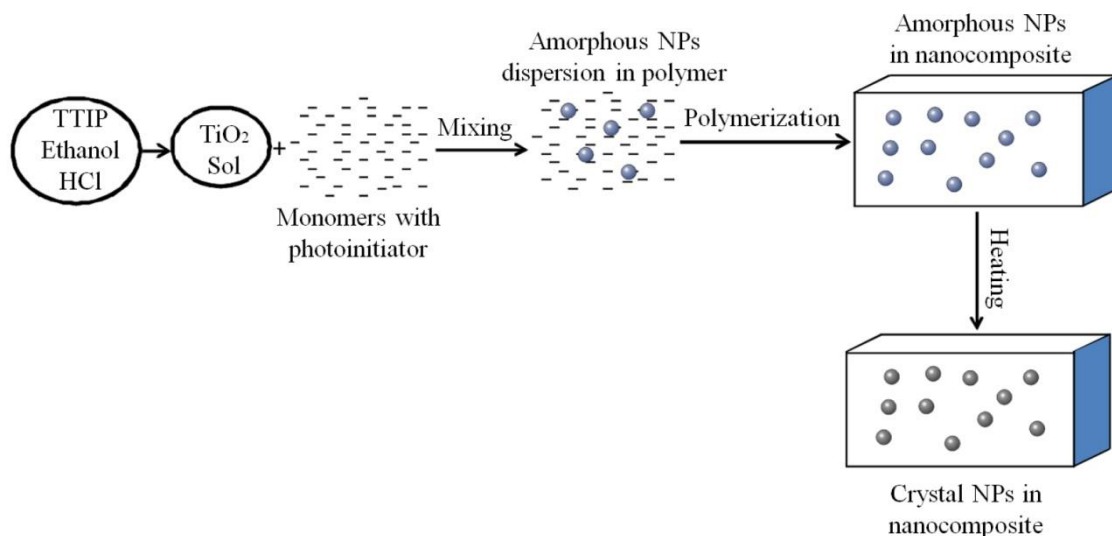 TTIP
Ethanol
HCl
TiO₂
Sol
+
Monomers with
photoinitiator
Mixing
Amorphous NPs
dispersion in polymer
Polymerization
Amorphous NPs
in nanocomposite
Heating
Crystal NPs in
nanocomposite